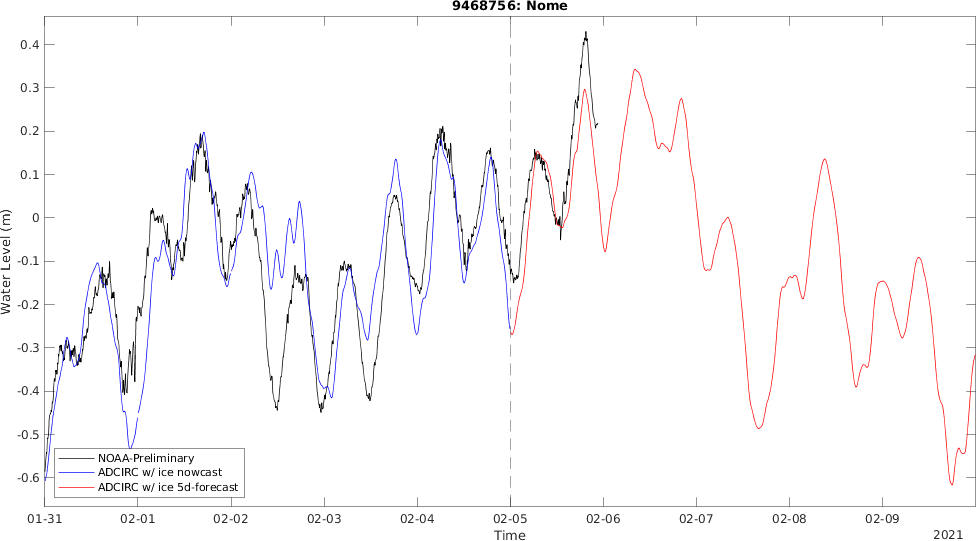 9468756: Nome
Water Level (m)
0.4
0.3
0.2
0.1
0
-0.1
-0.2
-0.3
-0.4
-0.5
-0.6
NOAA-Preliminary
ADCIRC w/ ice nowcast
ADCIRC w/ ice 5d-forecast
01-31 02-01 02-02 02-03 02-04 02-05 02-06 02-07 02-08 02-09
Time
2021